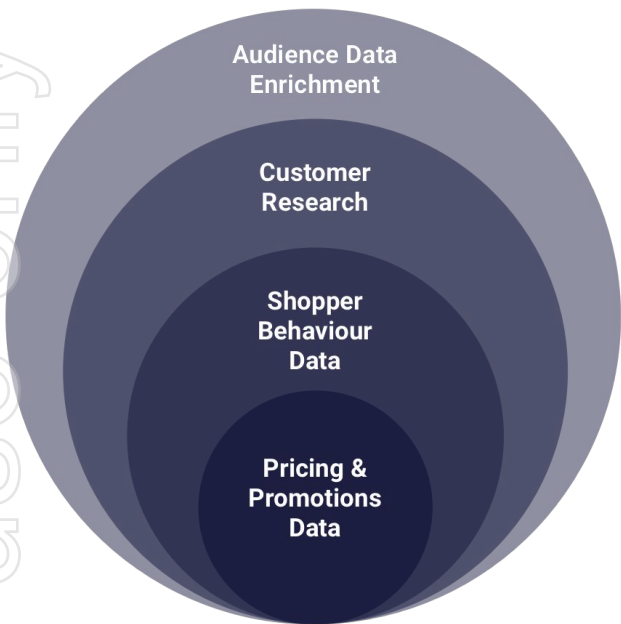 Audience Data
Enrichment
Customer
Research
Shopper
Behaviour
Data
Pricing &
Promotions
Data